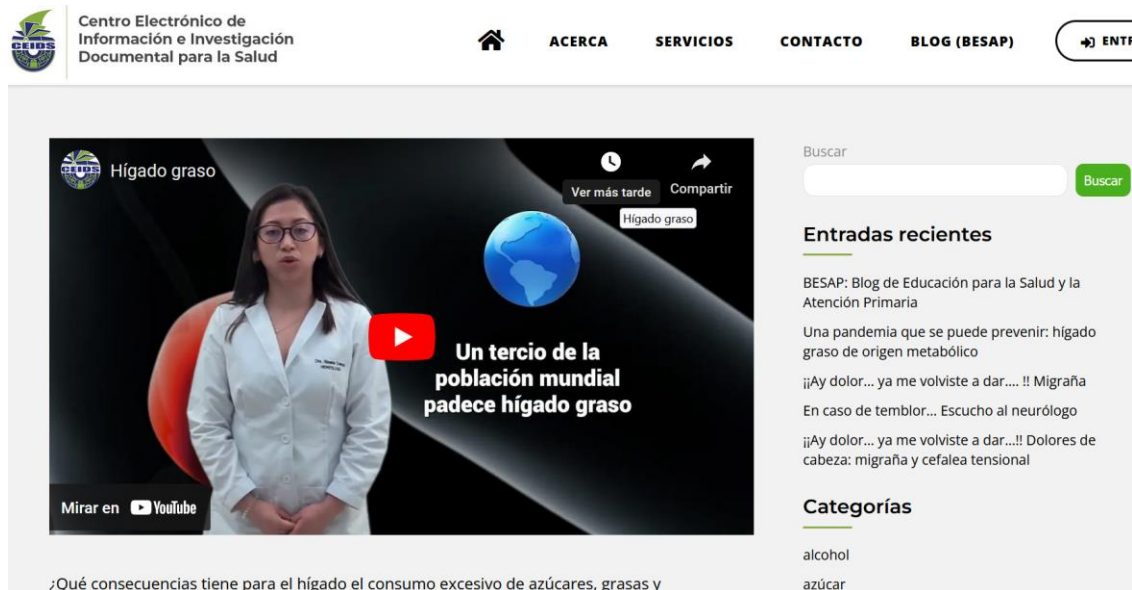 Centro Electrónico de
Información e Investigación
Documental para la Salud
CEIDS
ACERCA
SERVICIOS
CONTACTO
BLOG (BESAP)
ENTR
CEIDS
Hígado graso
Ver más tarde
Compartir
Hígado graso
Un tercio de la
población mundial
padece hígado graso
Mirar en YouTube
¿Qué consecuencias tiene para el hígado el consumo excesivo de azúcares, grasas y
Buscar
Buscar
Entradas recientes
BESAP: Blog de Educación para la Salud y la
Atención Primaria
Una pandemia que se puede prevenir: hígado
graso de origen metabólico
¡¡Ay dolor... ya me volviste a dar.... !! Migraña
En caso de temblor... Escucho al neurólogo
¡¡Ay dolor... ya me volviste a dar...!! Dolores de
cabeza: migraña y cefalea tensional
Categorías
alcohol
azúcar